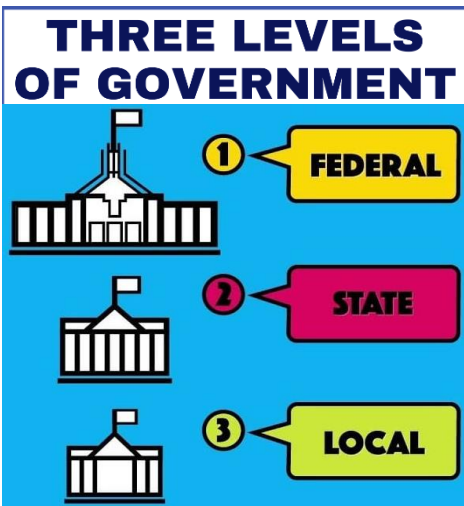 THREE LEVELS
OF GOVERNMENT
1 FEDERAL
2 STATE
3 LOCAL